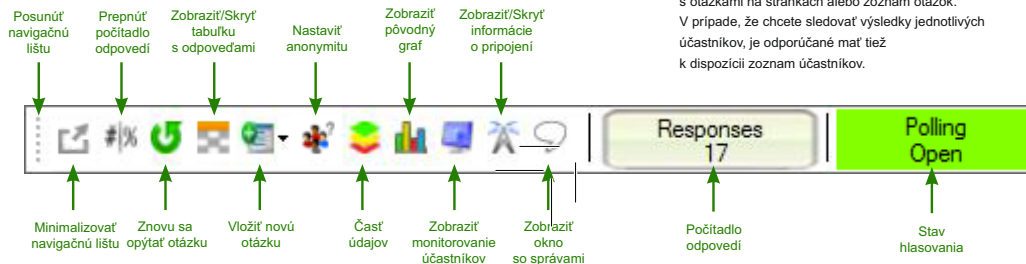 s otázkami na stránkach alebo zoznam otázok.
V prípade, že chcete sledovať výsledky jednotlivých
účastníkov, je odporúčané mať tiež
k dispozícii zoznam účastníkov.
Posunúť
navigačnú
lištu
Prepnúť
počítadlo
odpovedí
Zobraziť/Skryť
tabuľku
s odpoveďami
Nastaviť
anonymitu
Zobraziť
pôvodný
graf
Zobraziť/Skryť
informácie
o pripojení
#|%
?
Responses
17
Polling
Open
Minimalizovať
navigačnú lištu
Znovu sa
opýtať otázku
Vložiť novú
otázku
Časť
údajov
Zobraziť
monitorovanie
účastníkov
Zobraziť
okno
so správami
Počítadlo
odpovedí
Stav
hlasovania